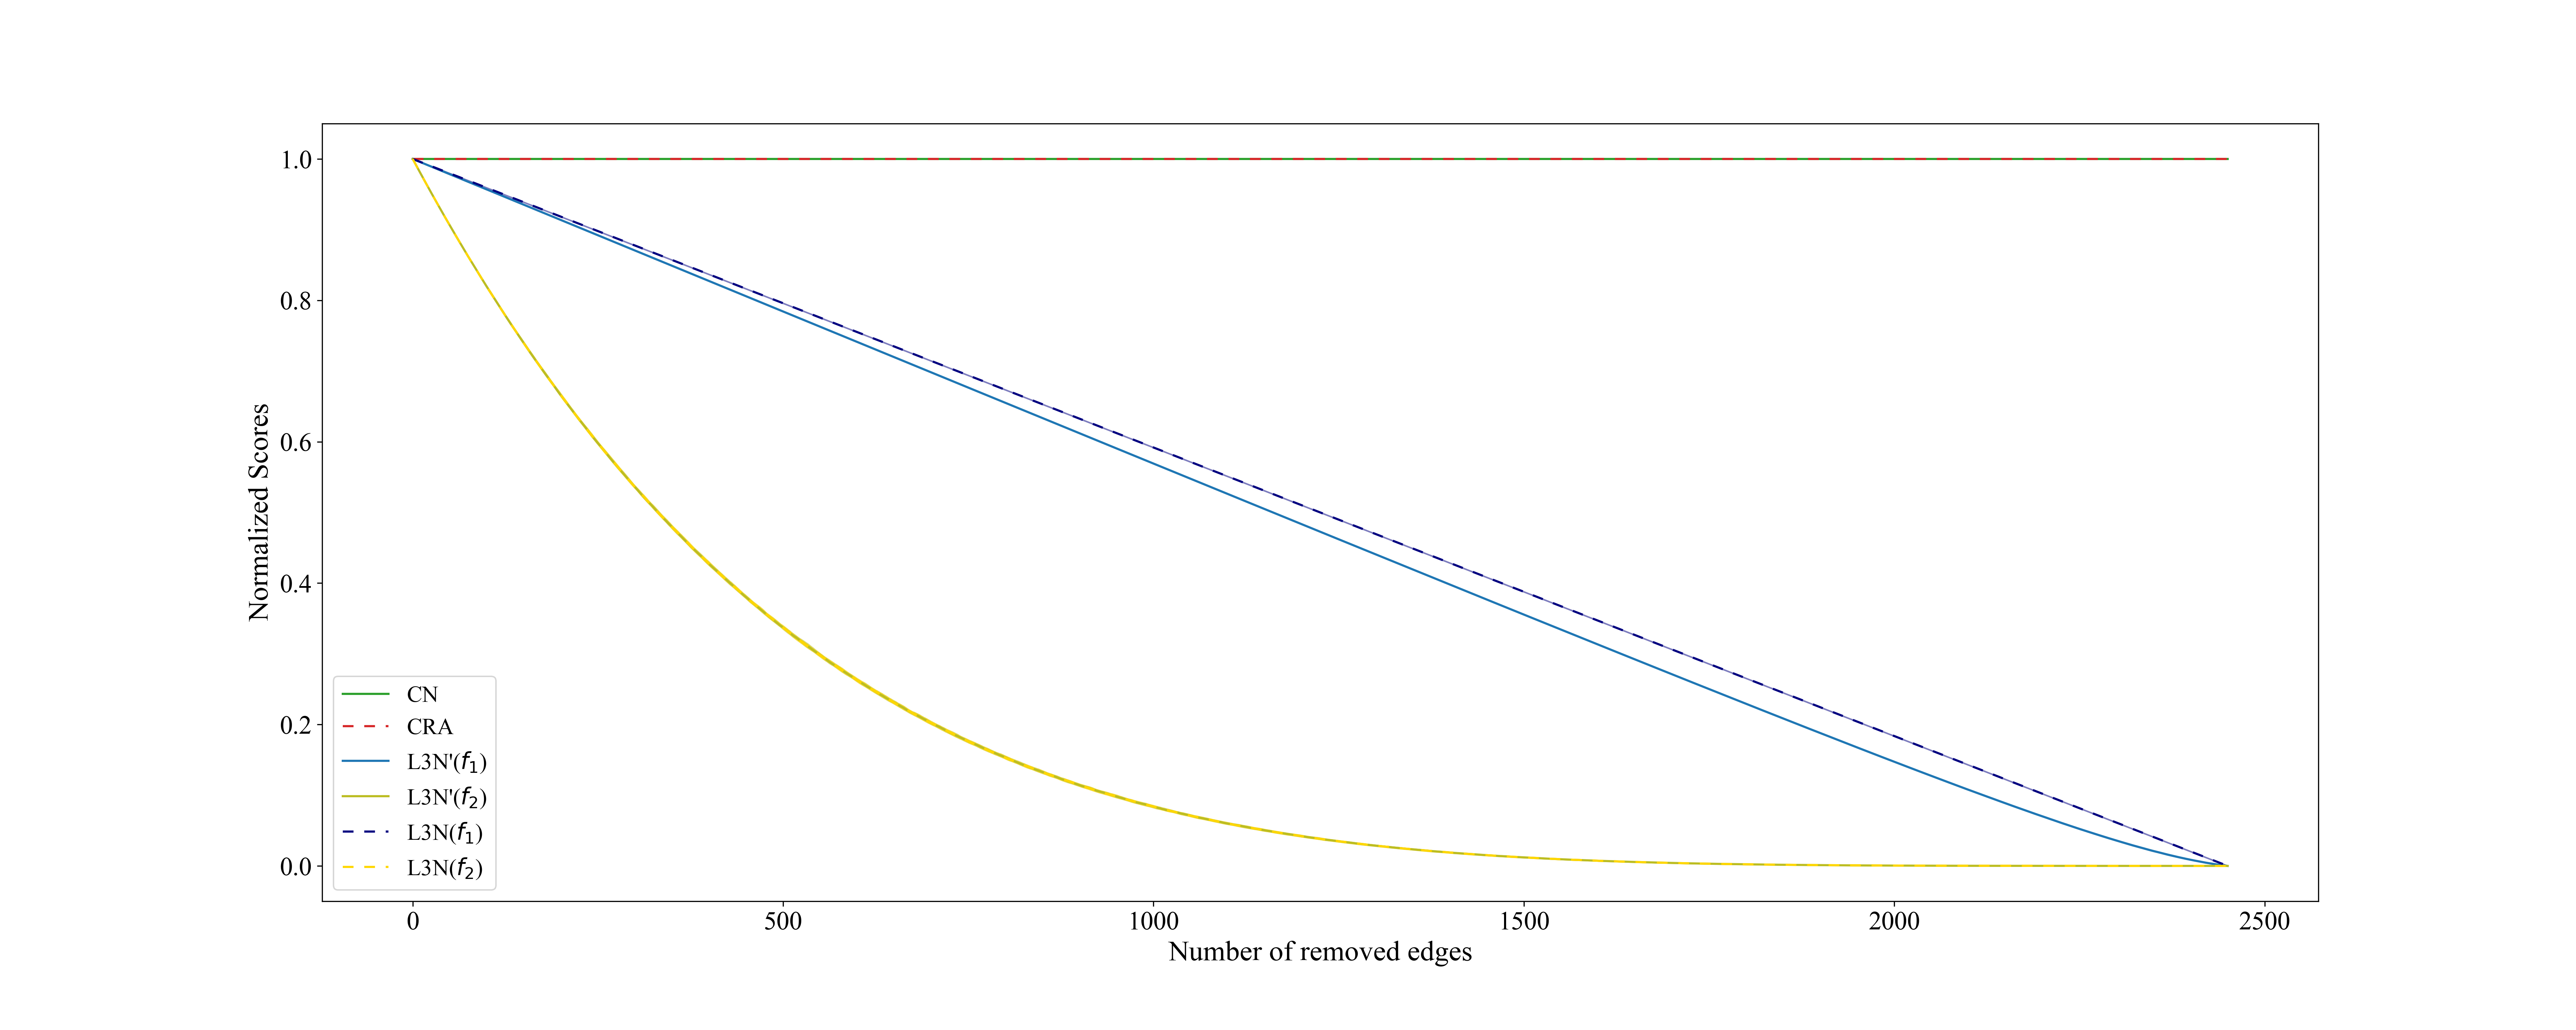 1.0
0.8
0.6
0.4
0.2
0.0
Normalized Scores
CN
CRA
L3N'(f₁)
L3N'(f₂)
L3N(f₁)
L3N(f₂)
0 500 1000 1500 2000 2500
Number of removed edges